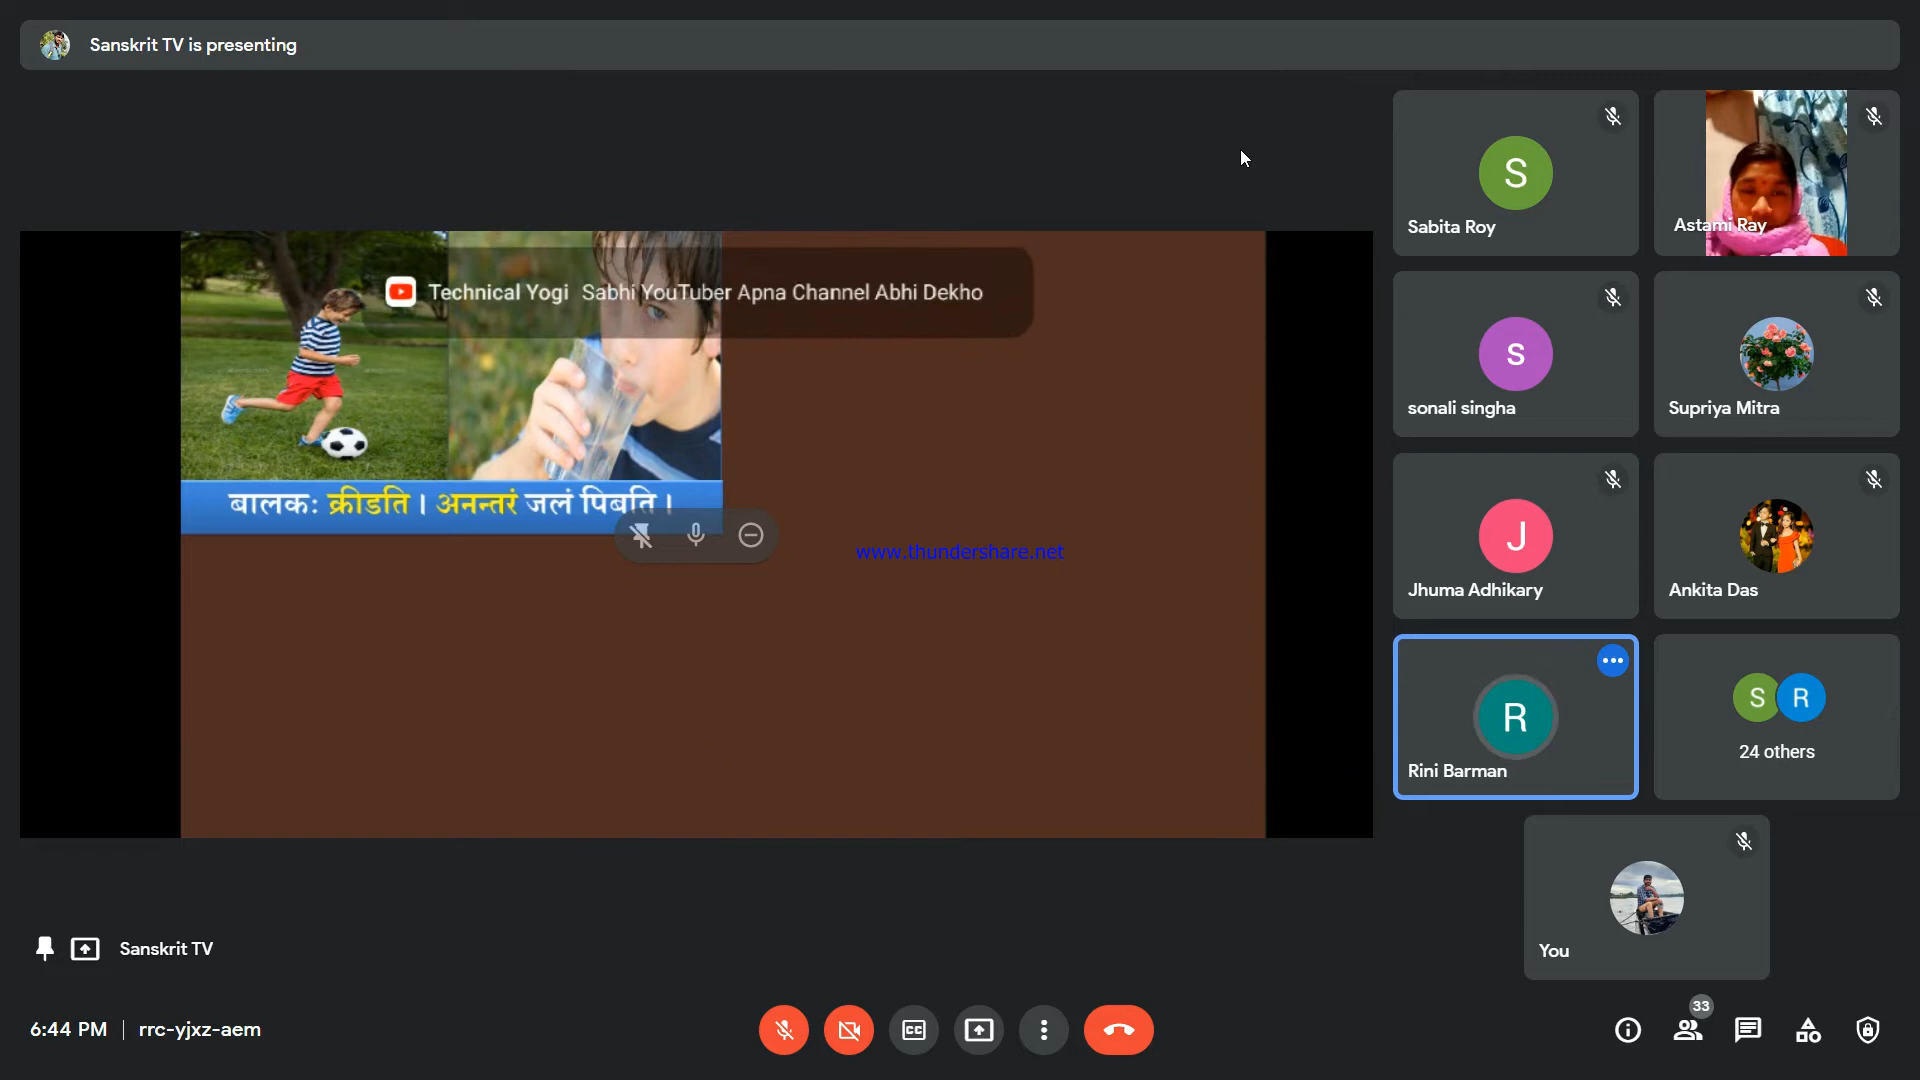 Sanskrit TV is presenting
Technical Yogi Sabhi YouTuber Apna Channel Abhi Dekho
बालकः क्रीडति । अनन्तरं जलं पिबति ।
www.thundershare.net
S
Sabita Roy
Astami Ray
s
sonali singha
Supriya Mitra
J
Jhuma Adhikary
Ankita Das
R
Rini Barman
S R
24 others
You
Sanskrit TV
6:44 PM | rrc-yjxz-aem
CC
33